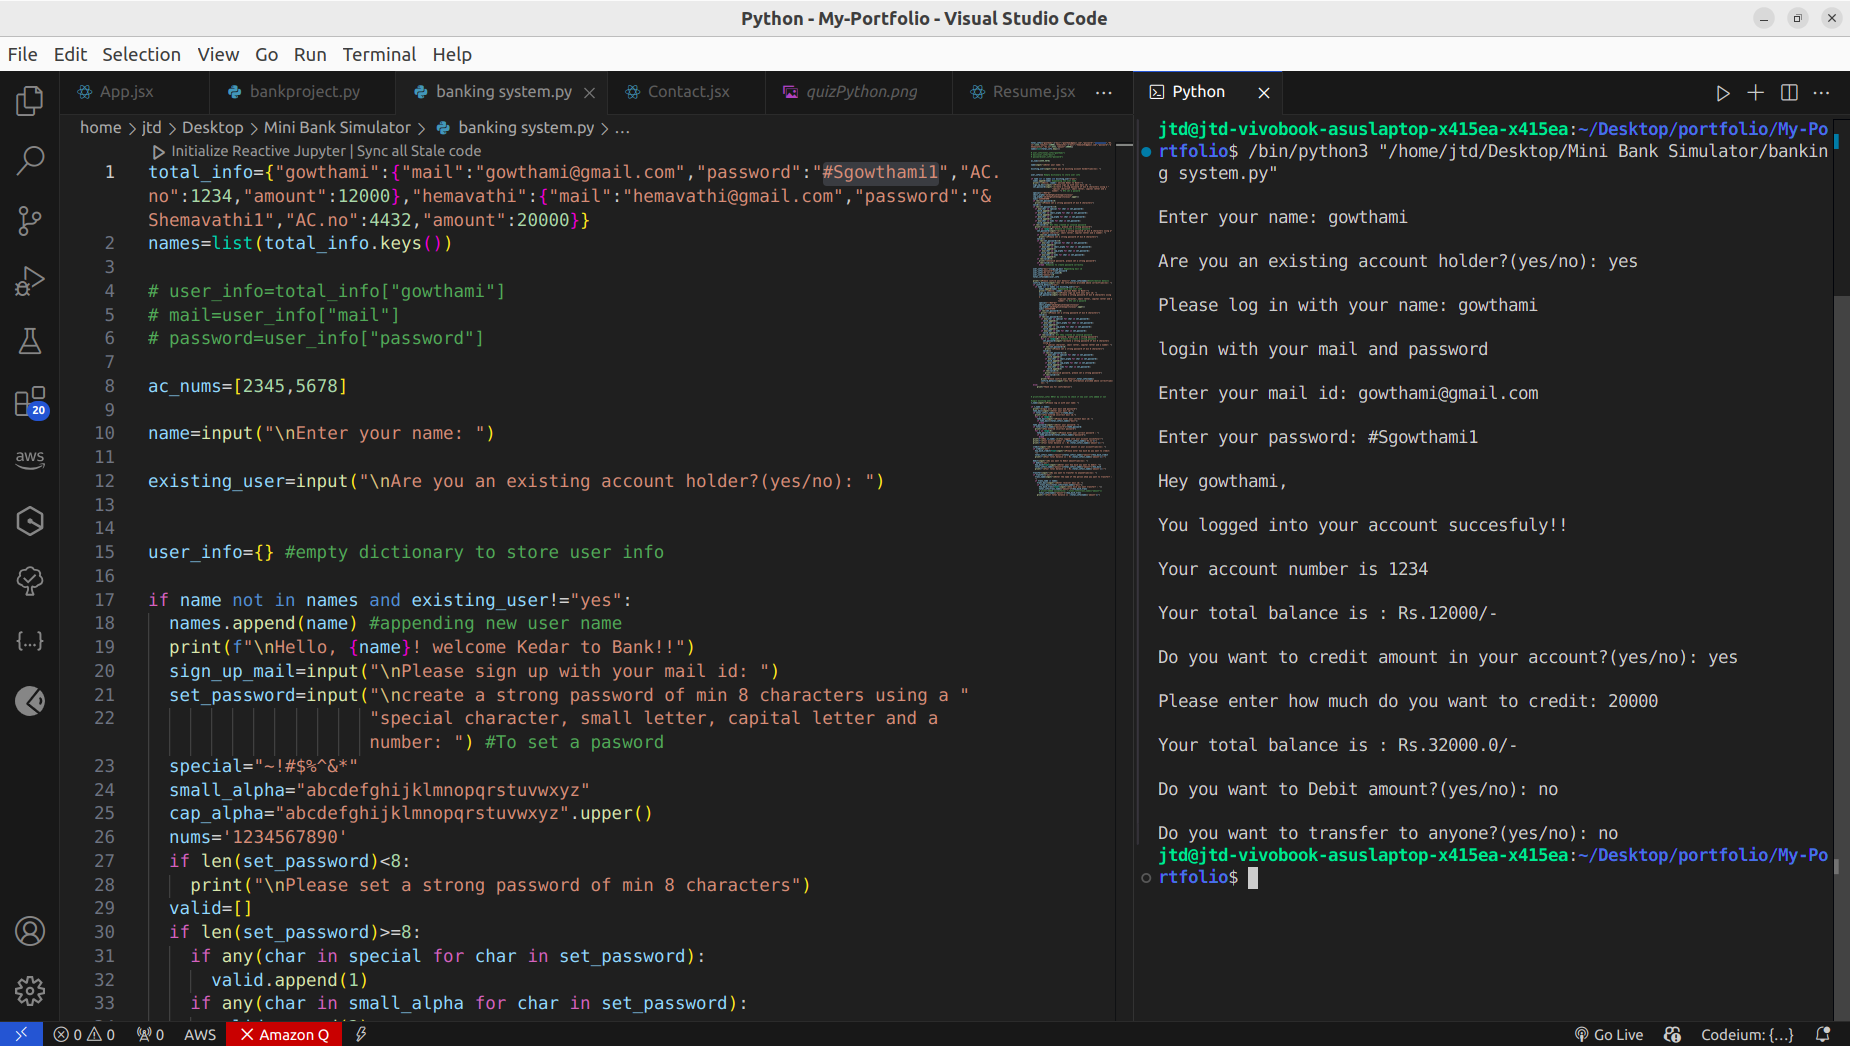 Python - My-Portfolio - Visual Studio Code
File Edit Selection View Go Run Terminal Help
App.jsx bankproject.py banking system.py Contact.jsx quizPython.png Resume.jsx ...
home > jtd > Desktop > Mini Bank Simulator > banking system.py > ...
Initialize Reactive Jupyter | Sync all Stale code
1 total_info={"gowthami":{"mail":"gowthami@gmail.com","password":"#Sgowthami1","AC.
no":1234,"amount":12000},"hemavathi":{"mail":"hemavathi@gmail.com","password":"&
Shemavathi1","AC.no":4432,"amount":20000}}
2 names=list(total_info.keys())
3
4 # user_info=total_info["gowthami"]
5 # mail=user_info["mail"]
6 # password=user_info["password"]
7
8 ac_nums=[2345,5678]
9
10 name=input("\nEnter your name: ")
11
12 existing_user=input("\nAre you an existing account holder?(yes/no): ")
13
14
15 user_info={} #empty dictionary to store user info
16
17 if name not in names and existing_user!="yes":
18 names.append(name) #appending new user name
19 print(f"\nHello, {name}! welcome Kedar to Bank!!")
20 sign_up_mail=input("\nPlease sign up with your mail id: ")
21 set_password=input("\ncreate a strong password of min 8 characters using a "
22 "special character, small letter, capital letter and a
number: ") #To set a pasword
23 special="~!#$%^&*"
24 small_alpha="abcdefghijklmnopqrstuvwxyz"
25 cap_alpha="abcdefghijklmnopqrstuvwxyz".upper()
26 nums='1234567890'
27 if len(set_password)<8:
28 print("\nPlease set a strong password of min 8 characters")
29 valid=[]
30 if len(set_password)>=8:
31 if any(char in special for char in set_password):
32 valid.append(1)
33 if any(char in small_alpha for char in set_password):
Python
jtd@jtd-vivobook-asuslaptop-x415ea-x415ea:~/Desktop/portfolio/My-Po
rtfolio$ /bin/python3 "/home/jtd/Desktop/Mini Bank Simulator/bankin
g system.py"
Enter your name: gowthami
Are you an existing account holder?(yes/no): yes
Please log in with your name: gowthami
login with your mail and password
Enter your mail id: gowthami@gmail.com
Enter your password: #Sgowthami1
Hey gowthami,
You logged into your account succesfuly!!
Your account number is 1234
Your total balance is : Rs.12000/-
Do you want to credit amount in your account?(yes/no): yes
Please enter how much do you want to credit: 20000
Your total balance is : Rs.32000.0/-
Do you want to Debit amount?(yes/no): no
Do you want to transfer to anyone?(yes/no): no
jtd@jtd-vivobook-asuslaptop-x415ea-x415ea:~/Desktop/portfolio/My-Po
rtfolio$
aws
20
0 0 0 AWS Amazon Q Go Live Codeium: {...}